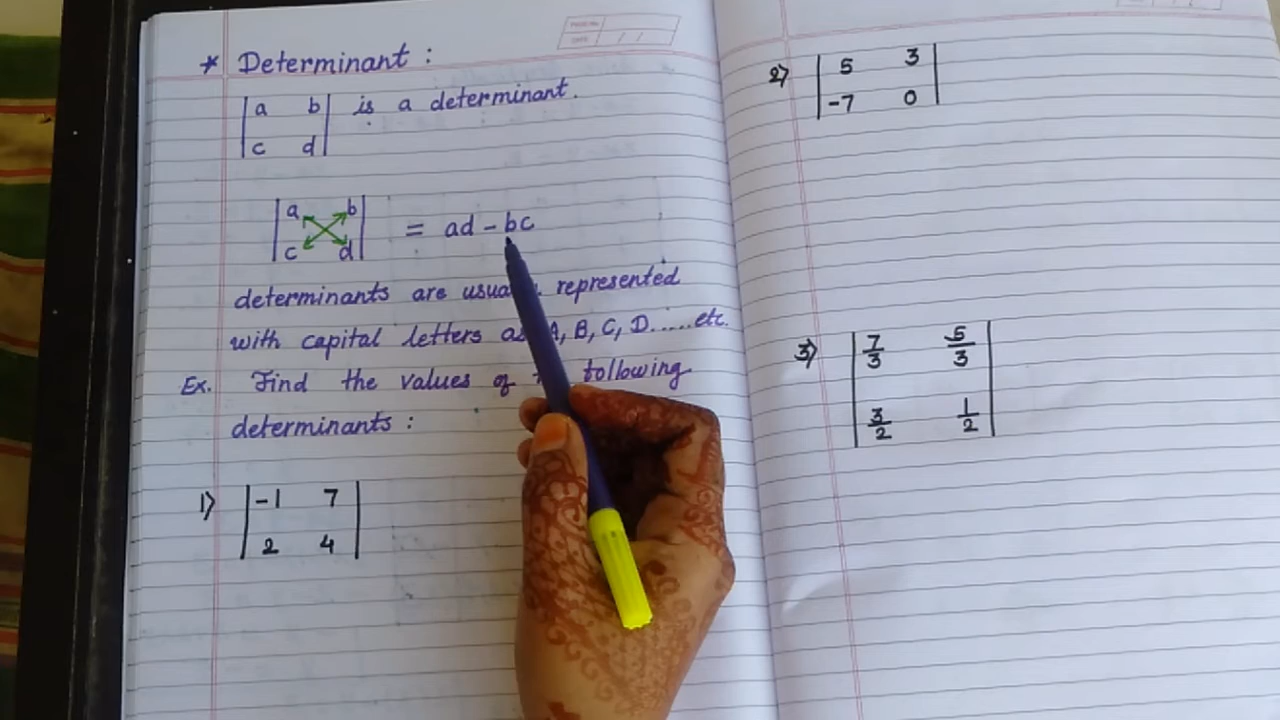 * Determinant :
| a b |
| c d | is a determinant.
| a b |
| c d | = ad - bc
determinants are represented
with capital letters A, B, C, D.....etc.
Ex. Find the values of following
determinants :
1) | -1 7 |
| 2 4 |
2) | 5 3 |
| -7 0 |
3) | 7/3 5/3 |
| 3/2 1/2 |